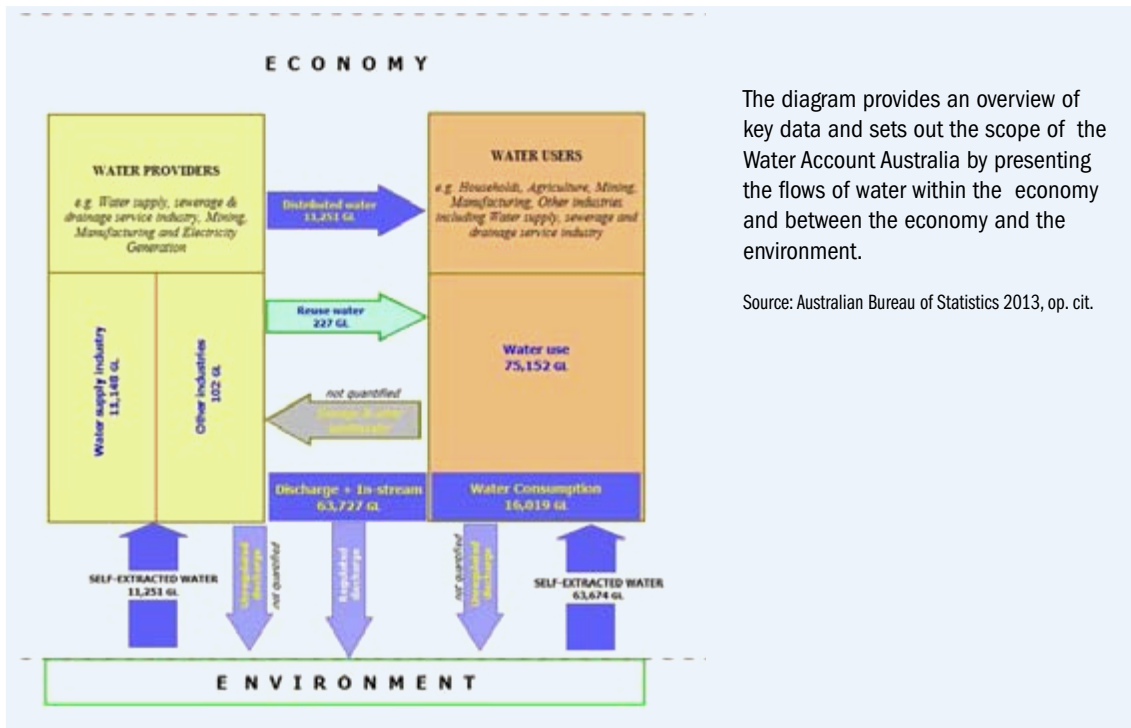 ECONOMY
WATER PROVIDERS
e.g. Water supply, sewerage &
drainage service industry, Mining,
Manufacturing and Electricity
Generation
Water supply industry
11,148 GL
Other industries
102 GL
Distributed water
11,251 GL
Reuse water
227 GL
not quantified
WATER USERS
e.g. Households, Agriculture, Mining,
Manufacturing, Other industries
including Water supply, sewerage and
drainage service industry
Water use
75,152 GL
Discharge + In-stream
63,727 GL
Water Consumption
16,019 GL
SELF-EXTRACTED WATER
11,251 GL
Unregulated
discharge
not quantified
Regulated
discharge
not quantified
Unregulated
discharge
SELF-EXTRACTED WATER
63,674 GL
ENVIRONMENT
The diagram provides an overview of
key data and sets out the scope of the
Water Account Australia by presenting
the flows of water within the economy
and between the economy and the
environment.
Source: Australian Bureau of Statistics 2013, op. cit.